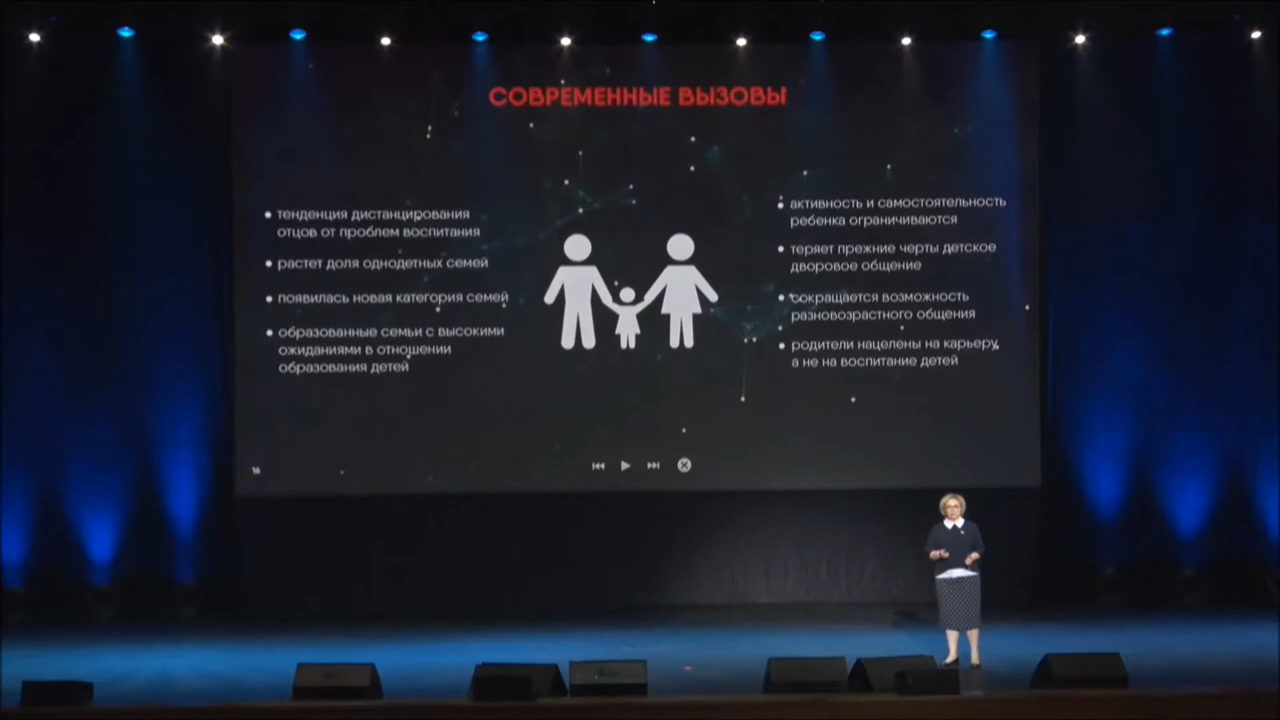 СОВРЕМЕННЫЕ ВЫЗОВЫ
тенденция дистанцирования
отцов от проблем воспитания
растет доля однодетных семей
появилась новая категория семей
образованные семьи с высокими
ожиданиями в отношении
образования детей
активность и самостоятельность
ребенка ограничиваются
теряет прежние черты детское
дворовое общение
сокращается возможность
разновозрастного общения
родители нацелены на карьеру,
а не на воспитание детей
16